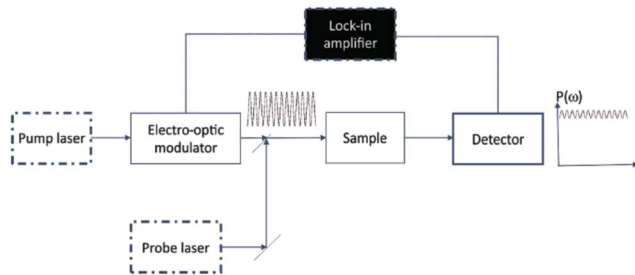 Lock-in
amplifier
P(ω)
Pump laser
Electro-optic
modulator
Sample
Detector
Probe laser